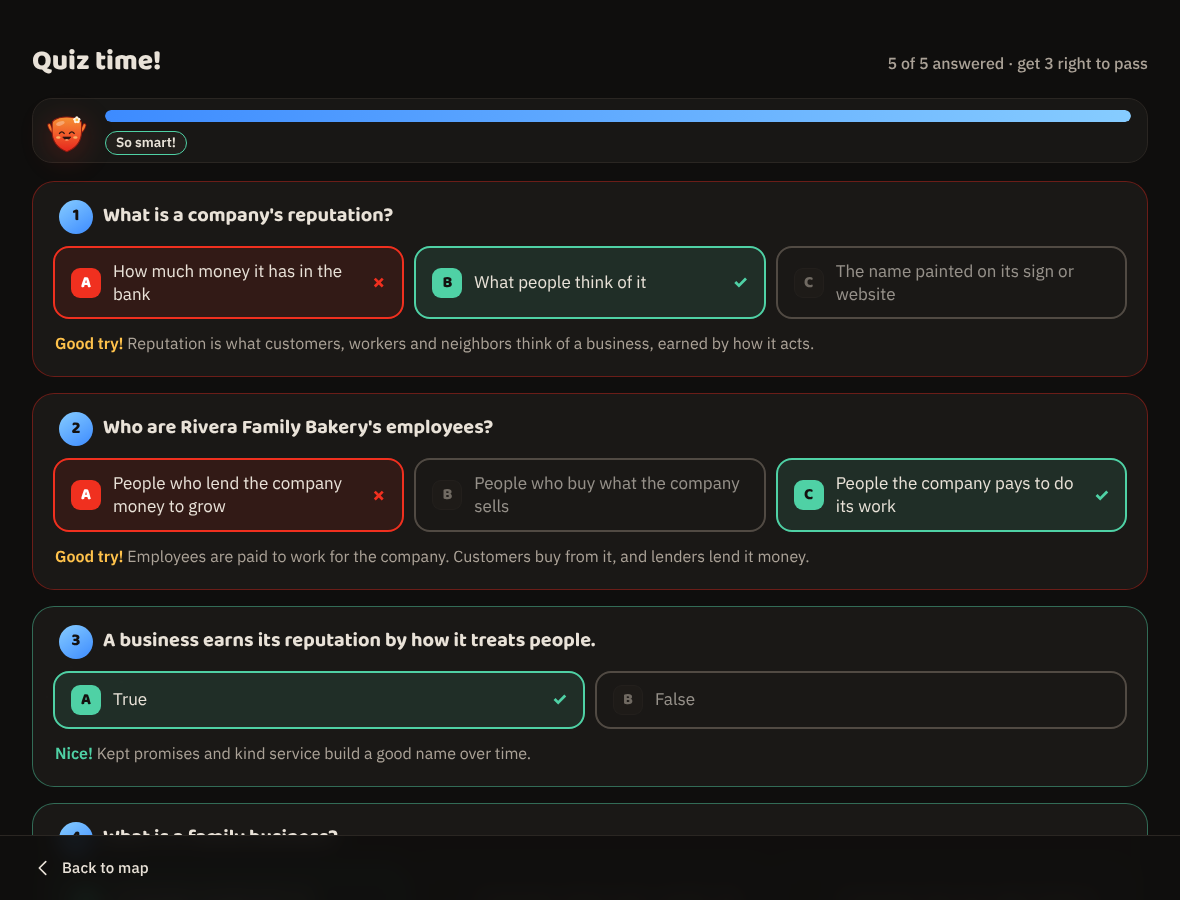 Quiz time!
5 of 5 answered · get 3 right to pass
So smart!
1
What is a company's reputation?
A
How much money it has in the
bank
B
What people think of it
C
The name painted on its sign or
website
Good try! Reputation is what customers, workers and neighbors think of a business, earned by how it acts.
2
Who are Rivera Family Bakery's employees?
A
People who lend the company
money to grow
B
People who buy what the company
sells
C
People the company pays to do
its work
Good try! Employees are paid to work for the company. Customers buy from it, and lenders lend it money.
3
A business earns its reputation by how it treats people.
A
True
B
False
Nice! Kept promises and kind service build a good name over time.
4
What is a family business?
Back to map